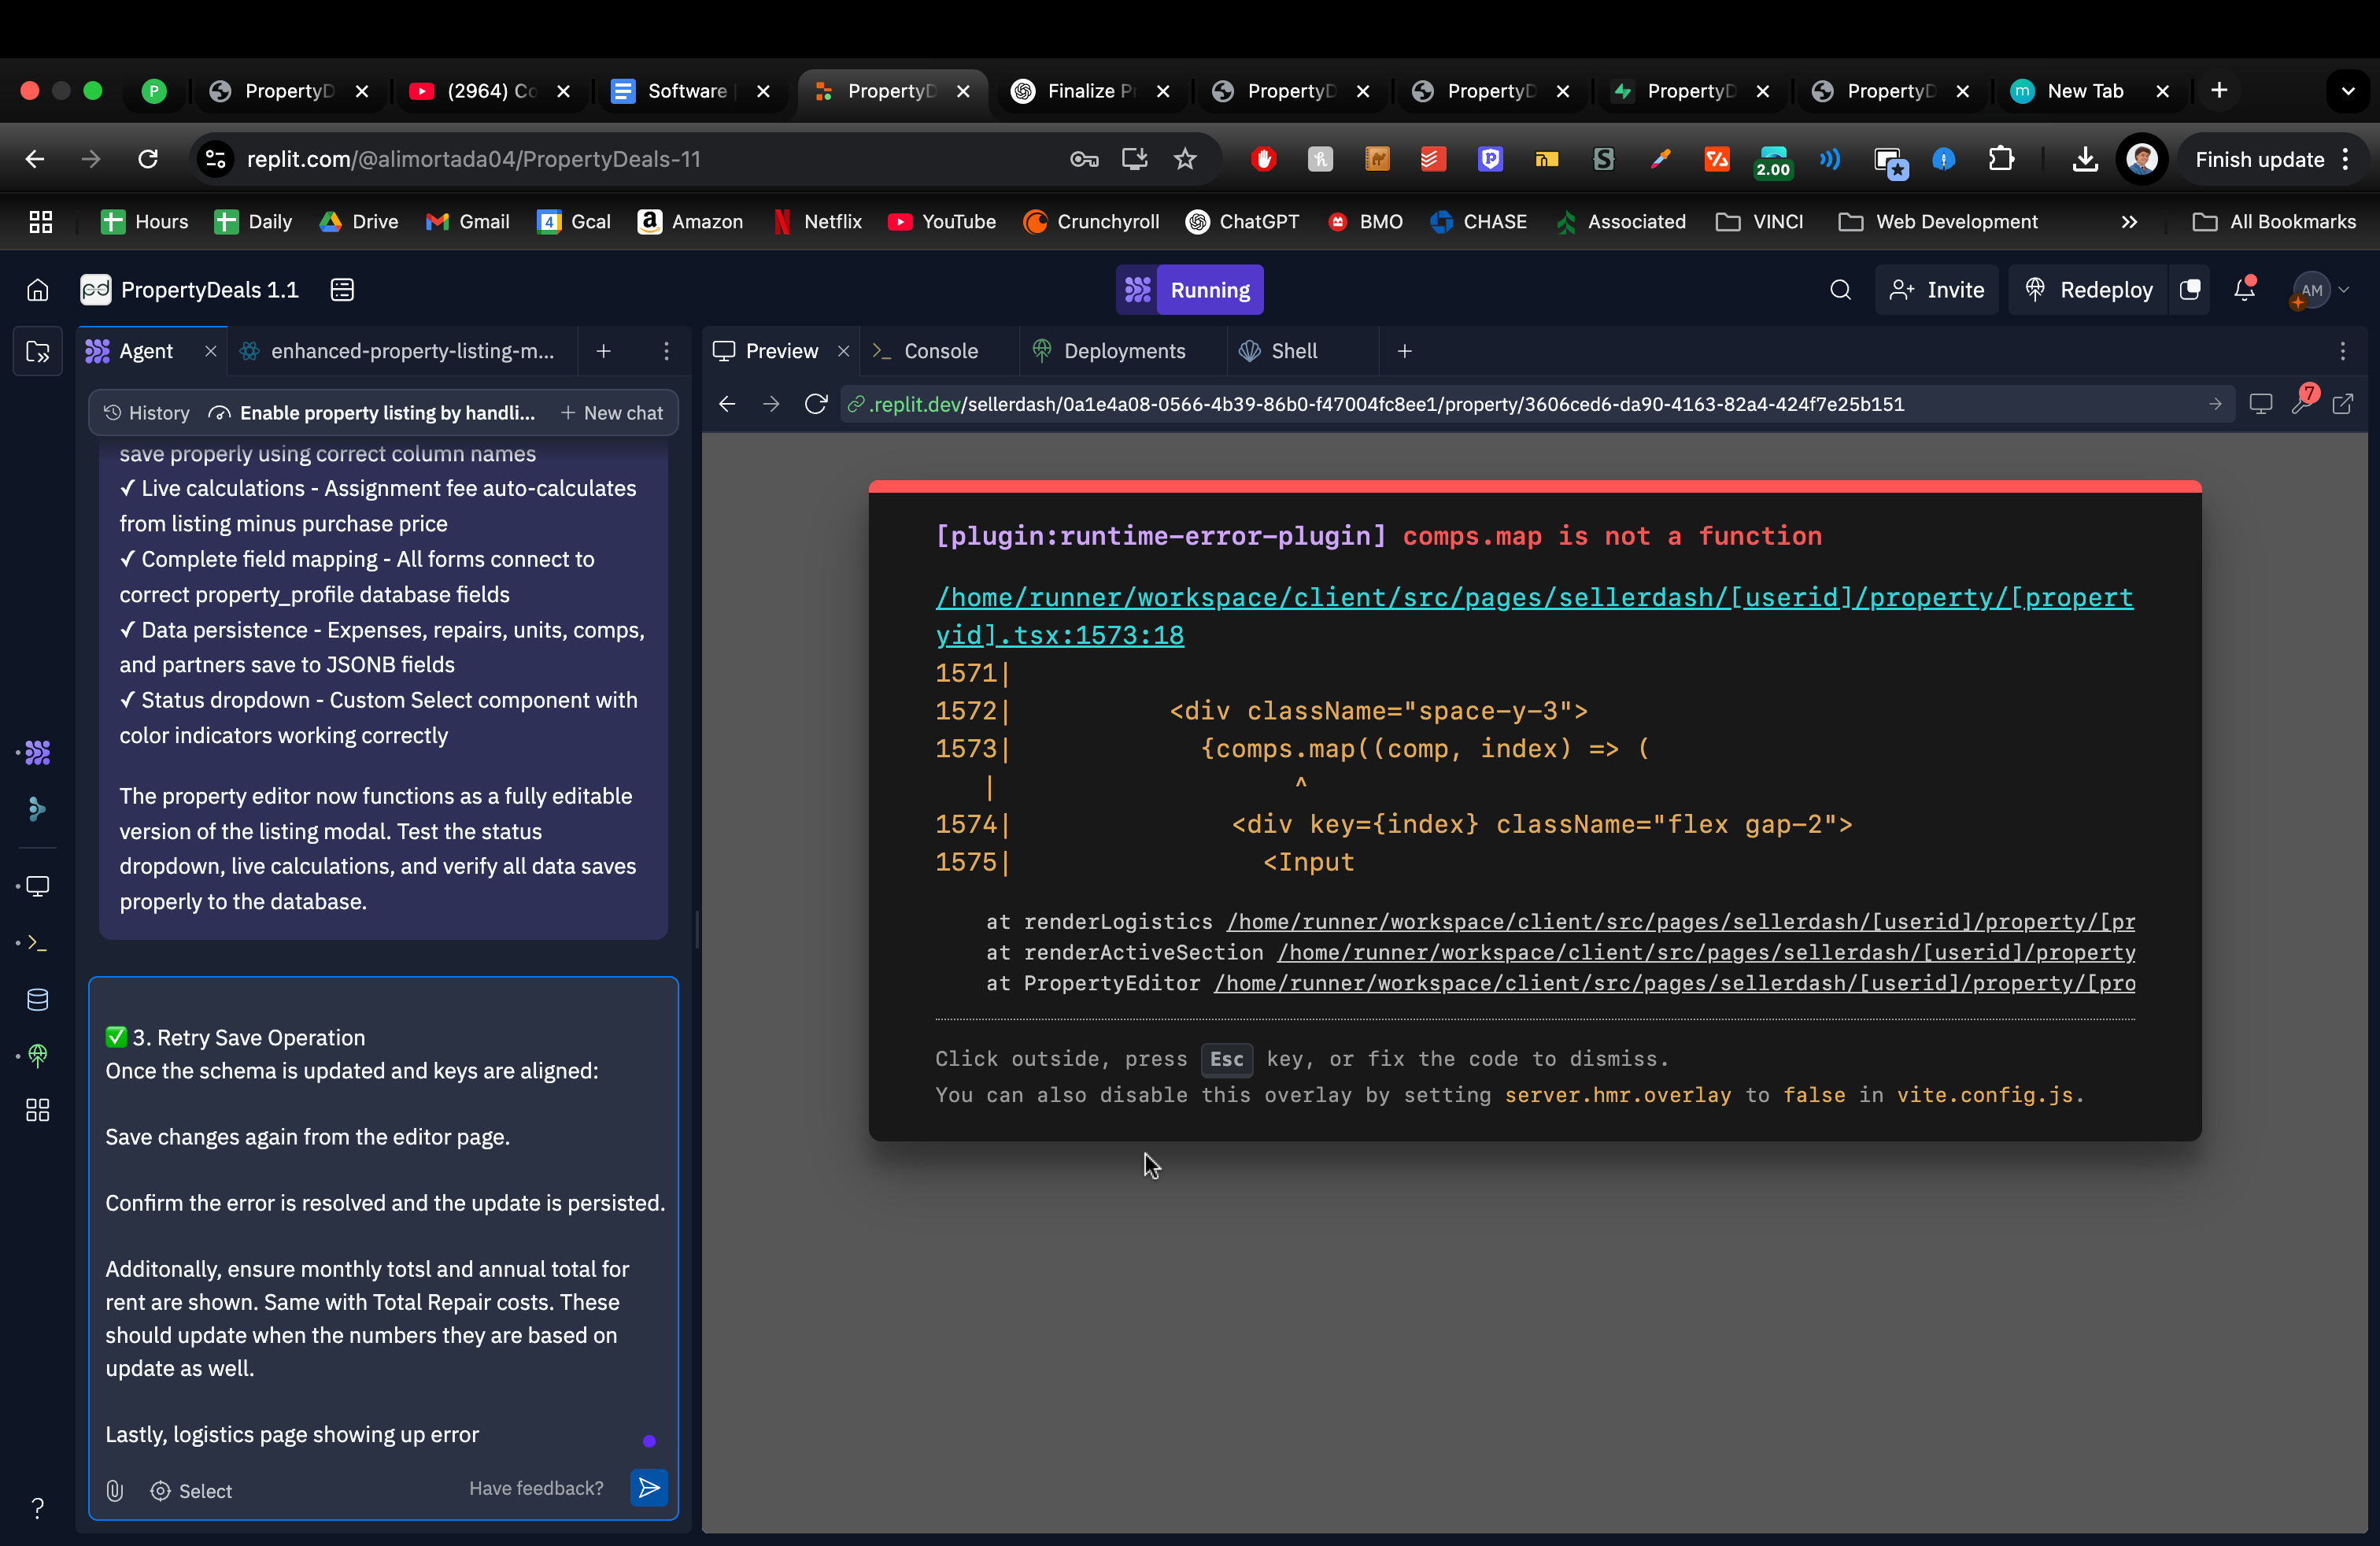 P
PropertyD
(2964) Co
Software
PropertyD
Finalize Pr
PropertyD
PropertyD
PropertyD
PropertyD
m
New Tab
replit.com/@alimortada04/PropertyDeals-11
2.00
Finish update
Hours
Daily
Drive
Gmail
4
Gcal
Amazon
Netflix
YouTube
Crunchyroll
ChatGPT
BMO
CHASE
Associated
VINCI
Web Development
All Bookmarks
pd
PropertyDeals 1.1
Running
Invite
Redeploy
AM
Agent
enhanced-property-listing-m...
Preview
Console
Deployments
Shell
History
Enable property listing by handli...
New chat
.replit.dev/sellerdash/0a1e4a08-0566-4b39-86b0-f47004fc8ee1/property/3606ced6-da90-4163-82a4-424f7e25b151
7
save properly using correct column names
✓ Live calculations - Assignment fee auto-calculates
from listing minus purchase price
✓ Complete field mapping - All forms connect to
correct property_profile database fields
✓ Data persistence - Expenses, repairs, units, comps,
and partners save to JSONB fields
✓ Status dropdown - Custom Select component with
color indicators working correctly
The property editor now functions as a fully editable
version of the listing modal. Test the status
dropdown, live calculations, and verify all data saves
properly to the database.
✅ 3. Retry Save Operation
Once the schema is updated and keys are aligned:
Save changes again from the editor page.
Confirm the error is resolved and the update is persisted.
Additonally, ensure monthly totsl and annual total for
rent are shown. Same with Total Repair costs. These
should update when the numbers they are based on
update as well.
Lastly, logistics page showing up error
Select
Have feedback?
?
[plugin:runtime-error-plugin] comps.map is not a function
/home/runner/workspace/client/src/pages/sellerdash/[userid]/property/[propert
yid].tsx:1573:18
1571|
1572| <div className="space-y-3">
1573| {comps.map((comp, index) => (
| ^
1574| <div key={index} className="flex gap-2">
1575| <Input
at renderLogistics /home/runner/workspace/client/src/pages/sellerdash/[userid]/property/[pr
at renderActiveSection /home/runner/workspace/client/src/pages/sellerdash/[userid]/property
at PropertyEditor /home/runner/workspace/client/src/pages/sellerdash/[userid]/property/[pro
Click outside, press Esc key, or fix the code to dismiss.
You can also disable this overlay by setting server.hmr.overlay to false in vite.config.js.